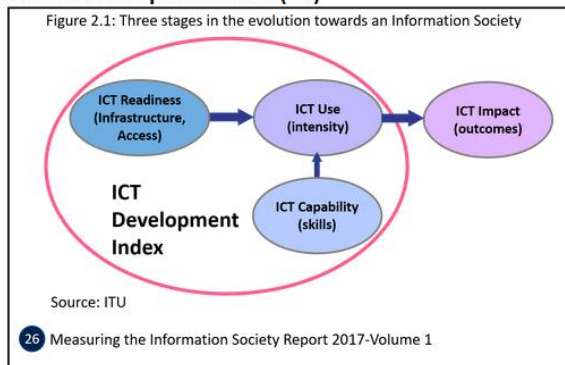 Figure 2.1: Three stages in the evolution towards an Information Society
ICT Readiness
(Infrastructure,
Access)
ICT Use
(intensity)
ICT Impact
(outcomes)
ICT Capability
(skills)
ICT
Development
Index
Source: ITU
26 Measuring the Information Society Report 2017-Volume 1